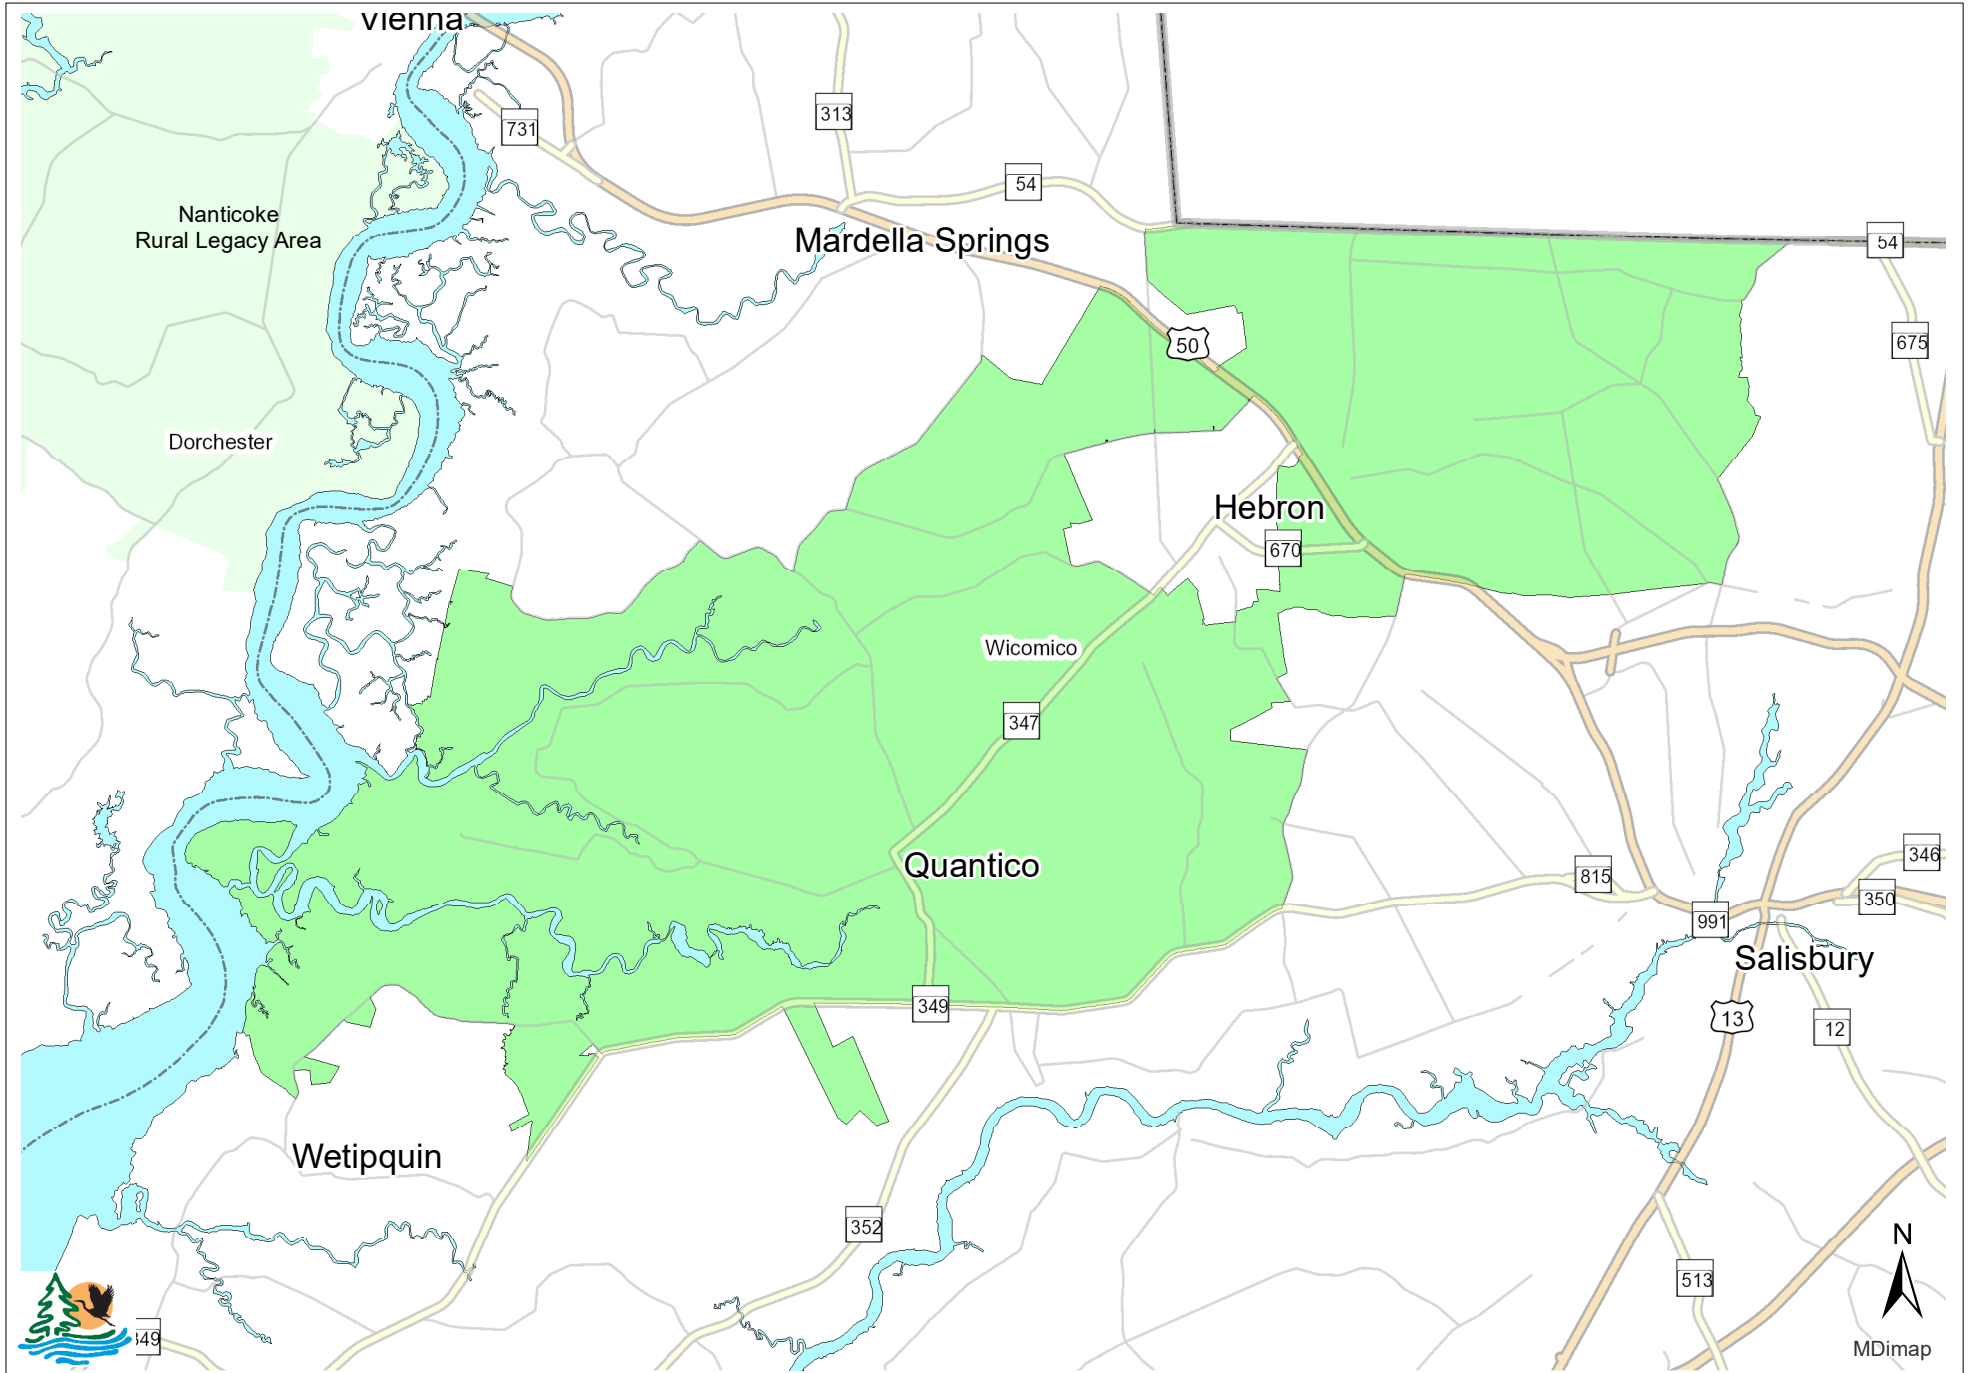 Vienna
731
313
54
Nanticoke
Rural Legacy Area
Mardella Springs
54
50
675
Dorchester
Hebron
670
Wicomico
347
Quantico
815
346
350
991
Salisbury
349
13
12
Wetipquin
352
N
513
349
MDimap